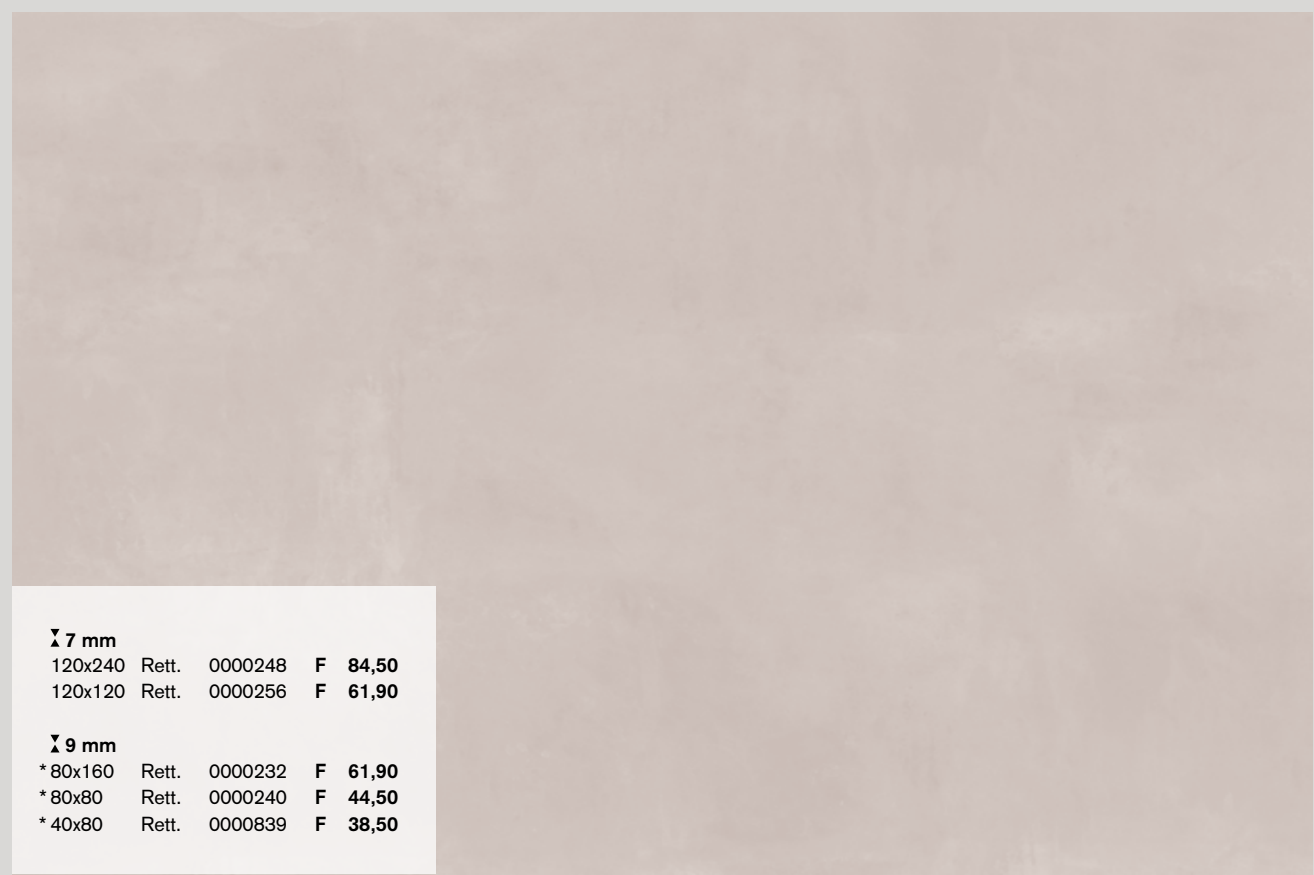 7 mm
120x240 Rett. 0000248 F 84,50
120x120 Rett. 0000256 F 61,90
9 mm
*80x160 Rett. 0000232 F 61,90
*80x80 Rett. 0000240 F 44,50
*40x80 Rett. 0000839 F 38,50